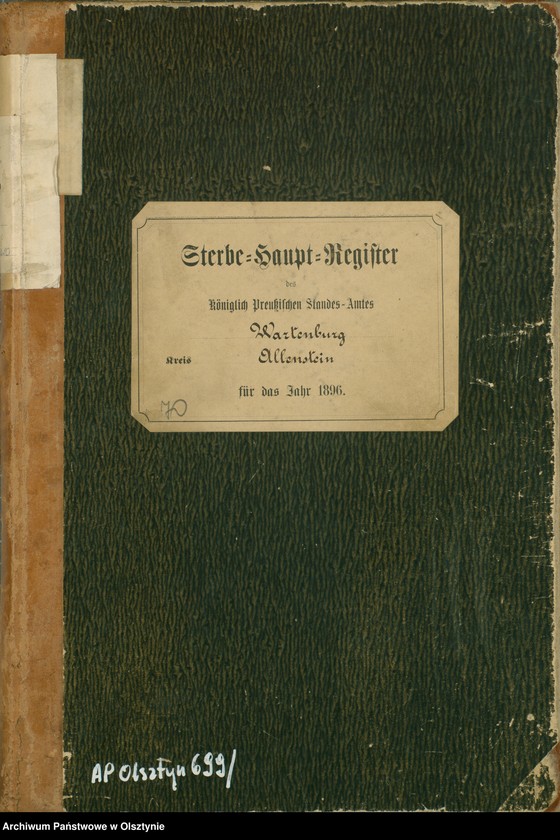 Sterbe-Haupt-Register
des
Königlich Preußischen Standes-Amtes
Wartenburg
Kreis Allenstein
für das Jahr 1896.
70
AP Olsztyn 699/
Archiwum Państwowe w Olsztynie